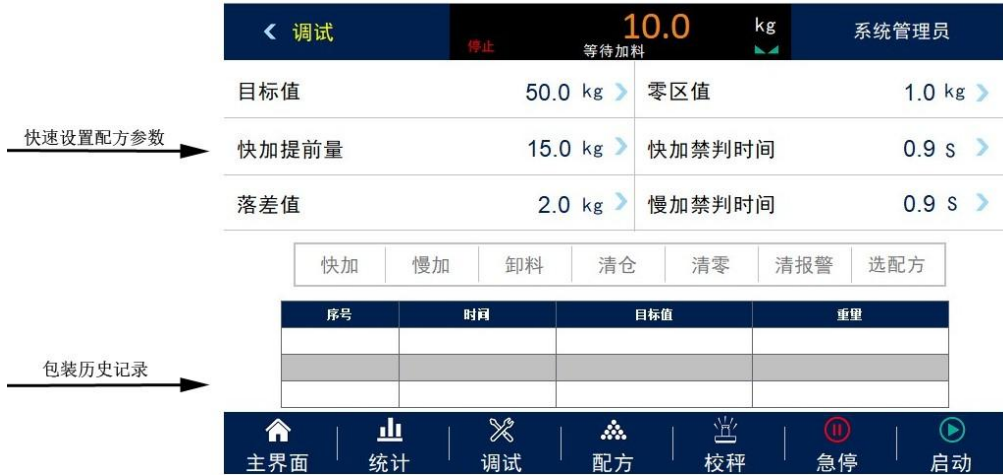 调试 停止 10.0 kg 系统管理员
等待加料
目标值 50.0 kg 零区值 1.0 kg
快速设置配方参数
快加提前量 15.0 kg 快加禁判时间 0.9 S
落差值 2.0 kg 慢加禁判时间 0.9 S
快加 慢加 卸料 清仓 清零 清报警 选配方
序号 时间 目标值 重里
包装历史记录
主界面 统计 调试 配方 校秤 急停 启动